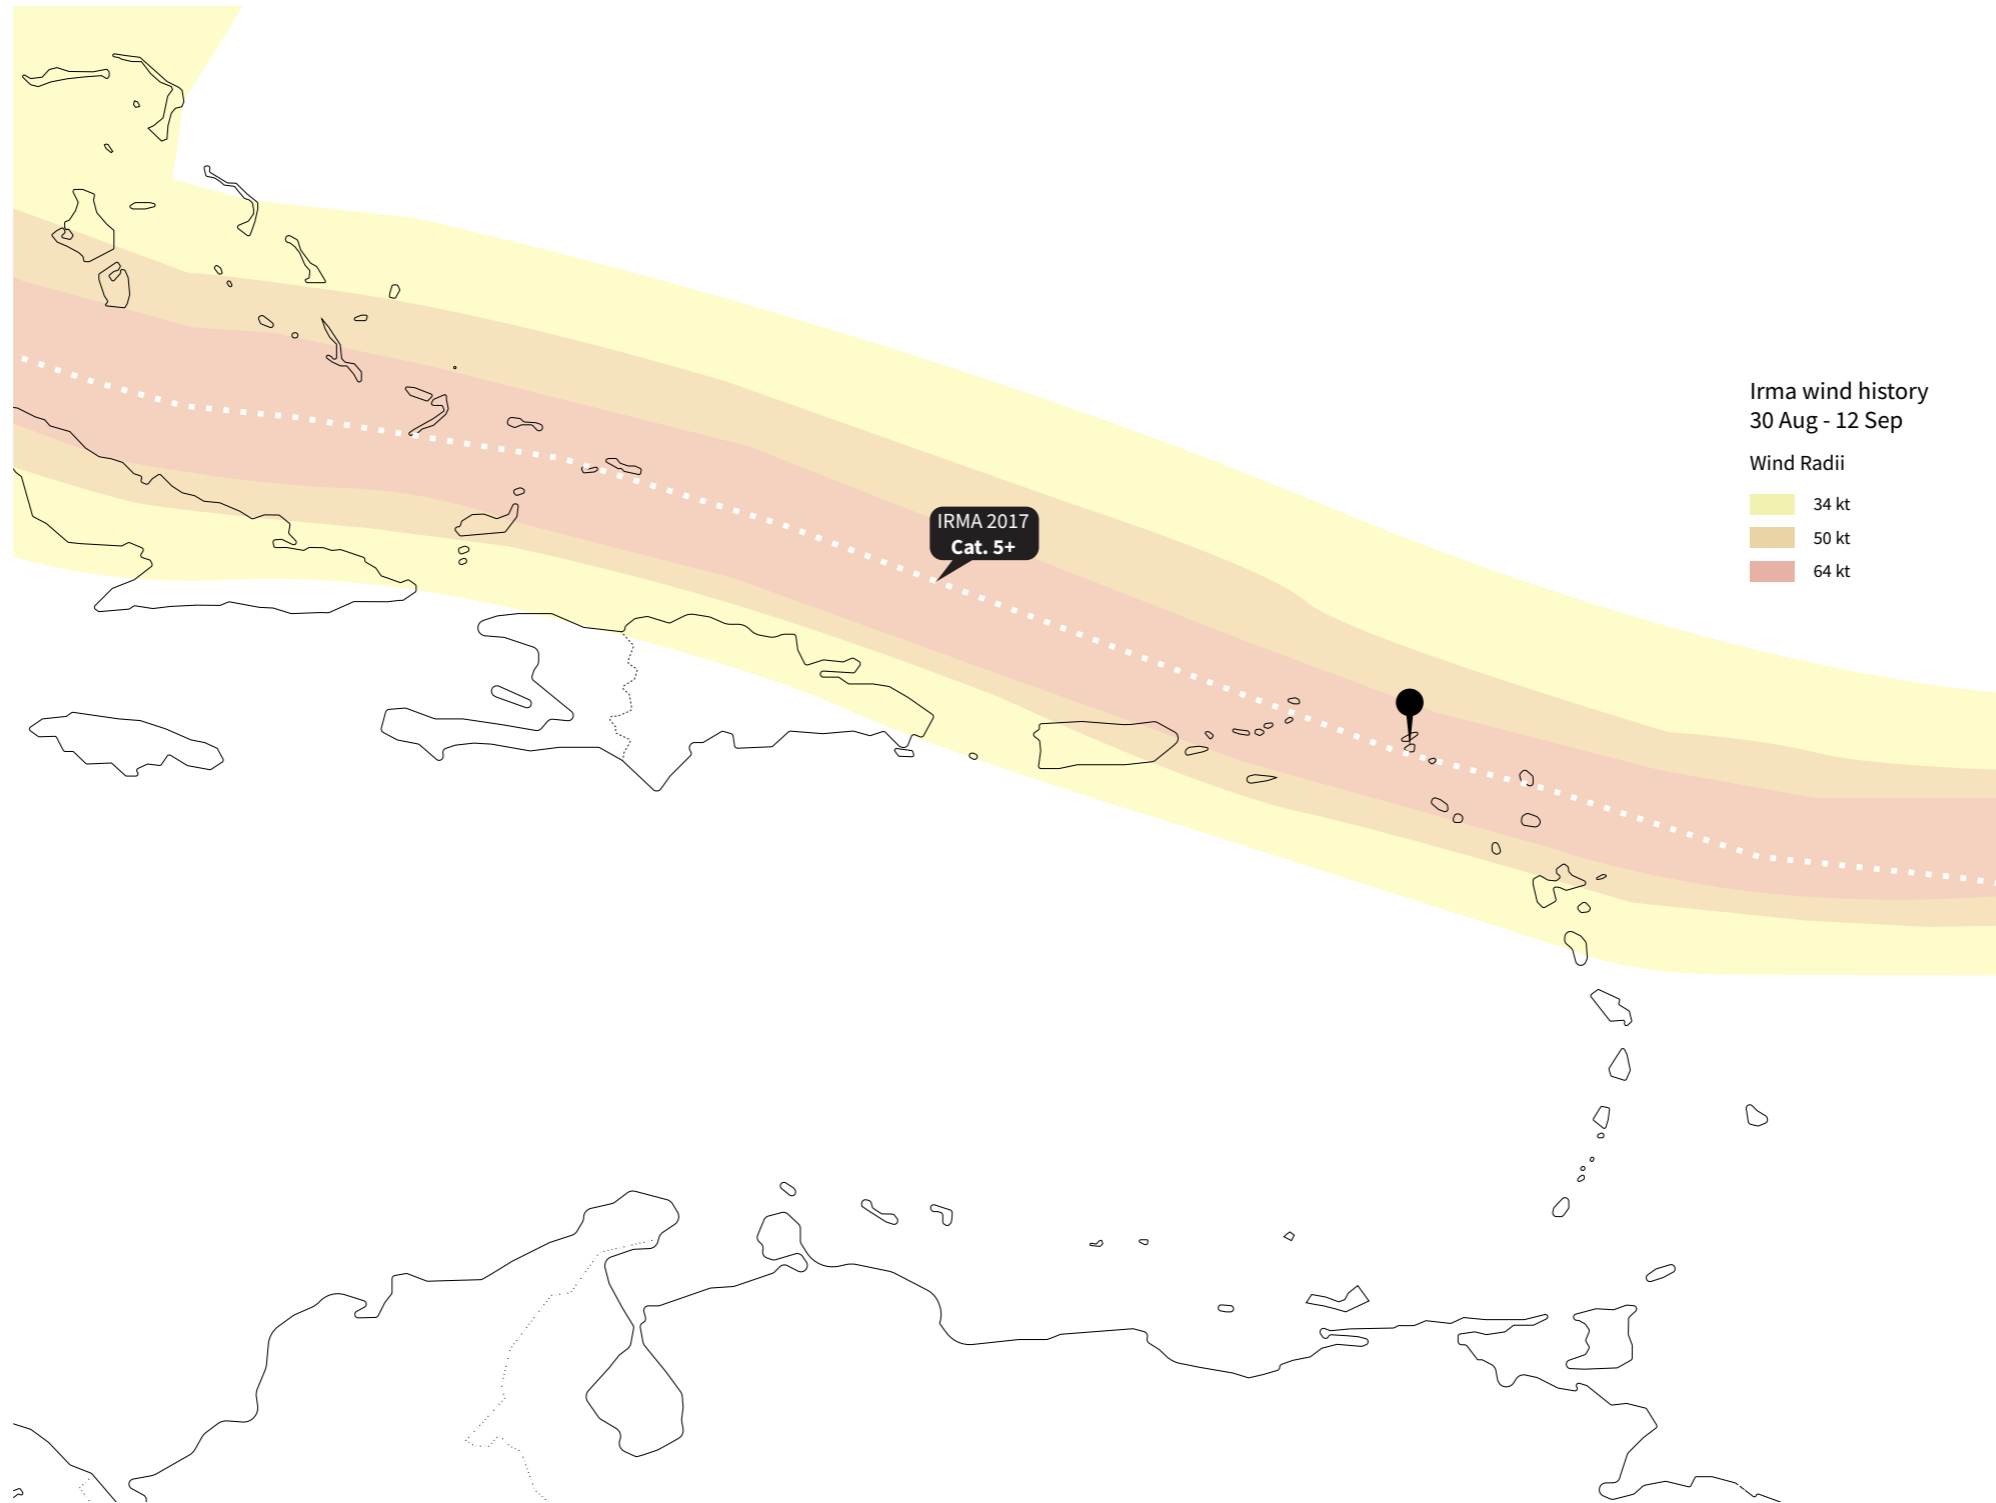 IRMA 2017
Cat. 5+
Irma wind history
30 Aug - 12 Sep
Wind Radii
34 kt
50 kt
64 kt